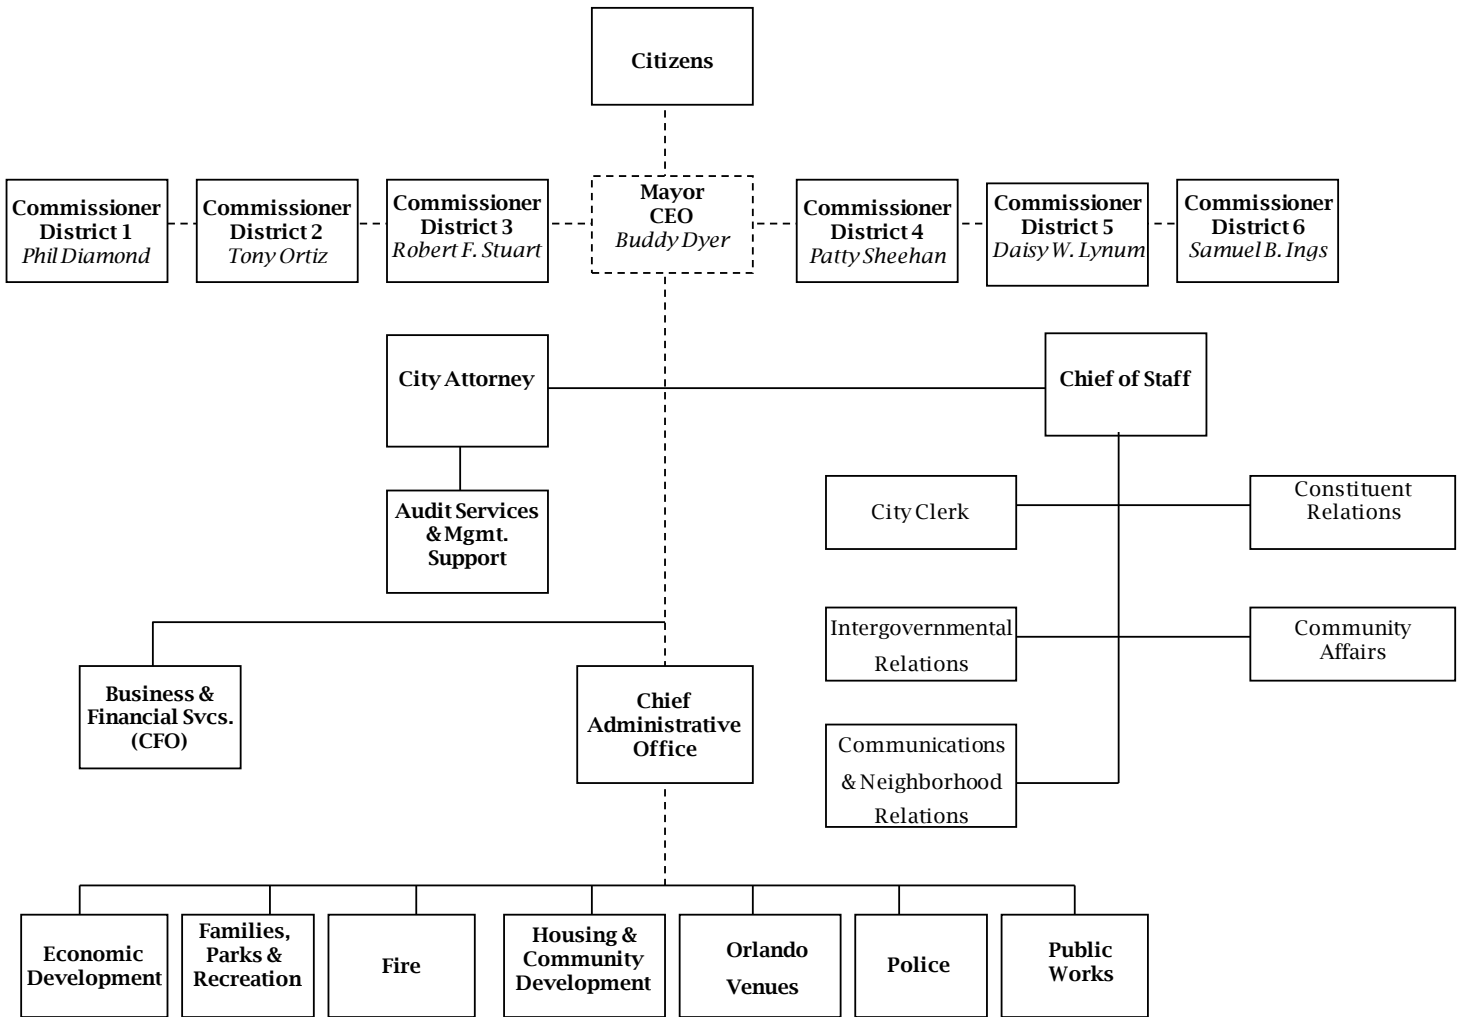 Citizens
Commissioner
District 1
Phil Diamond
Commissioner
District 2
Tony Ortiz
Commissioner
District 3
Robert F. Stuart
Mayor
CEO
Buddy Dyer
Commissioner
District 4
Patty Sheehan
Commissioner
District 5
Daisy W. Lynum
Commissioner
District 6
Samuel B. Ings
City Attorney
Chief of Staff
Audit Services
& Mgmt.
Support
City Clerk
Constituent
Relations
Intergovernmental
Relations
Community
Affairs
Business &
Financial Svcs.
(CFO)
Chief
Administrative
Office
Communications
& Neighborhood
Relations
Economic
Development
Families,
Parks &
Recreation
Fire
Housing &
Community
Development
Orlando
Venues
Police
Public
Works